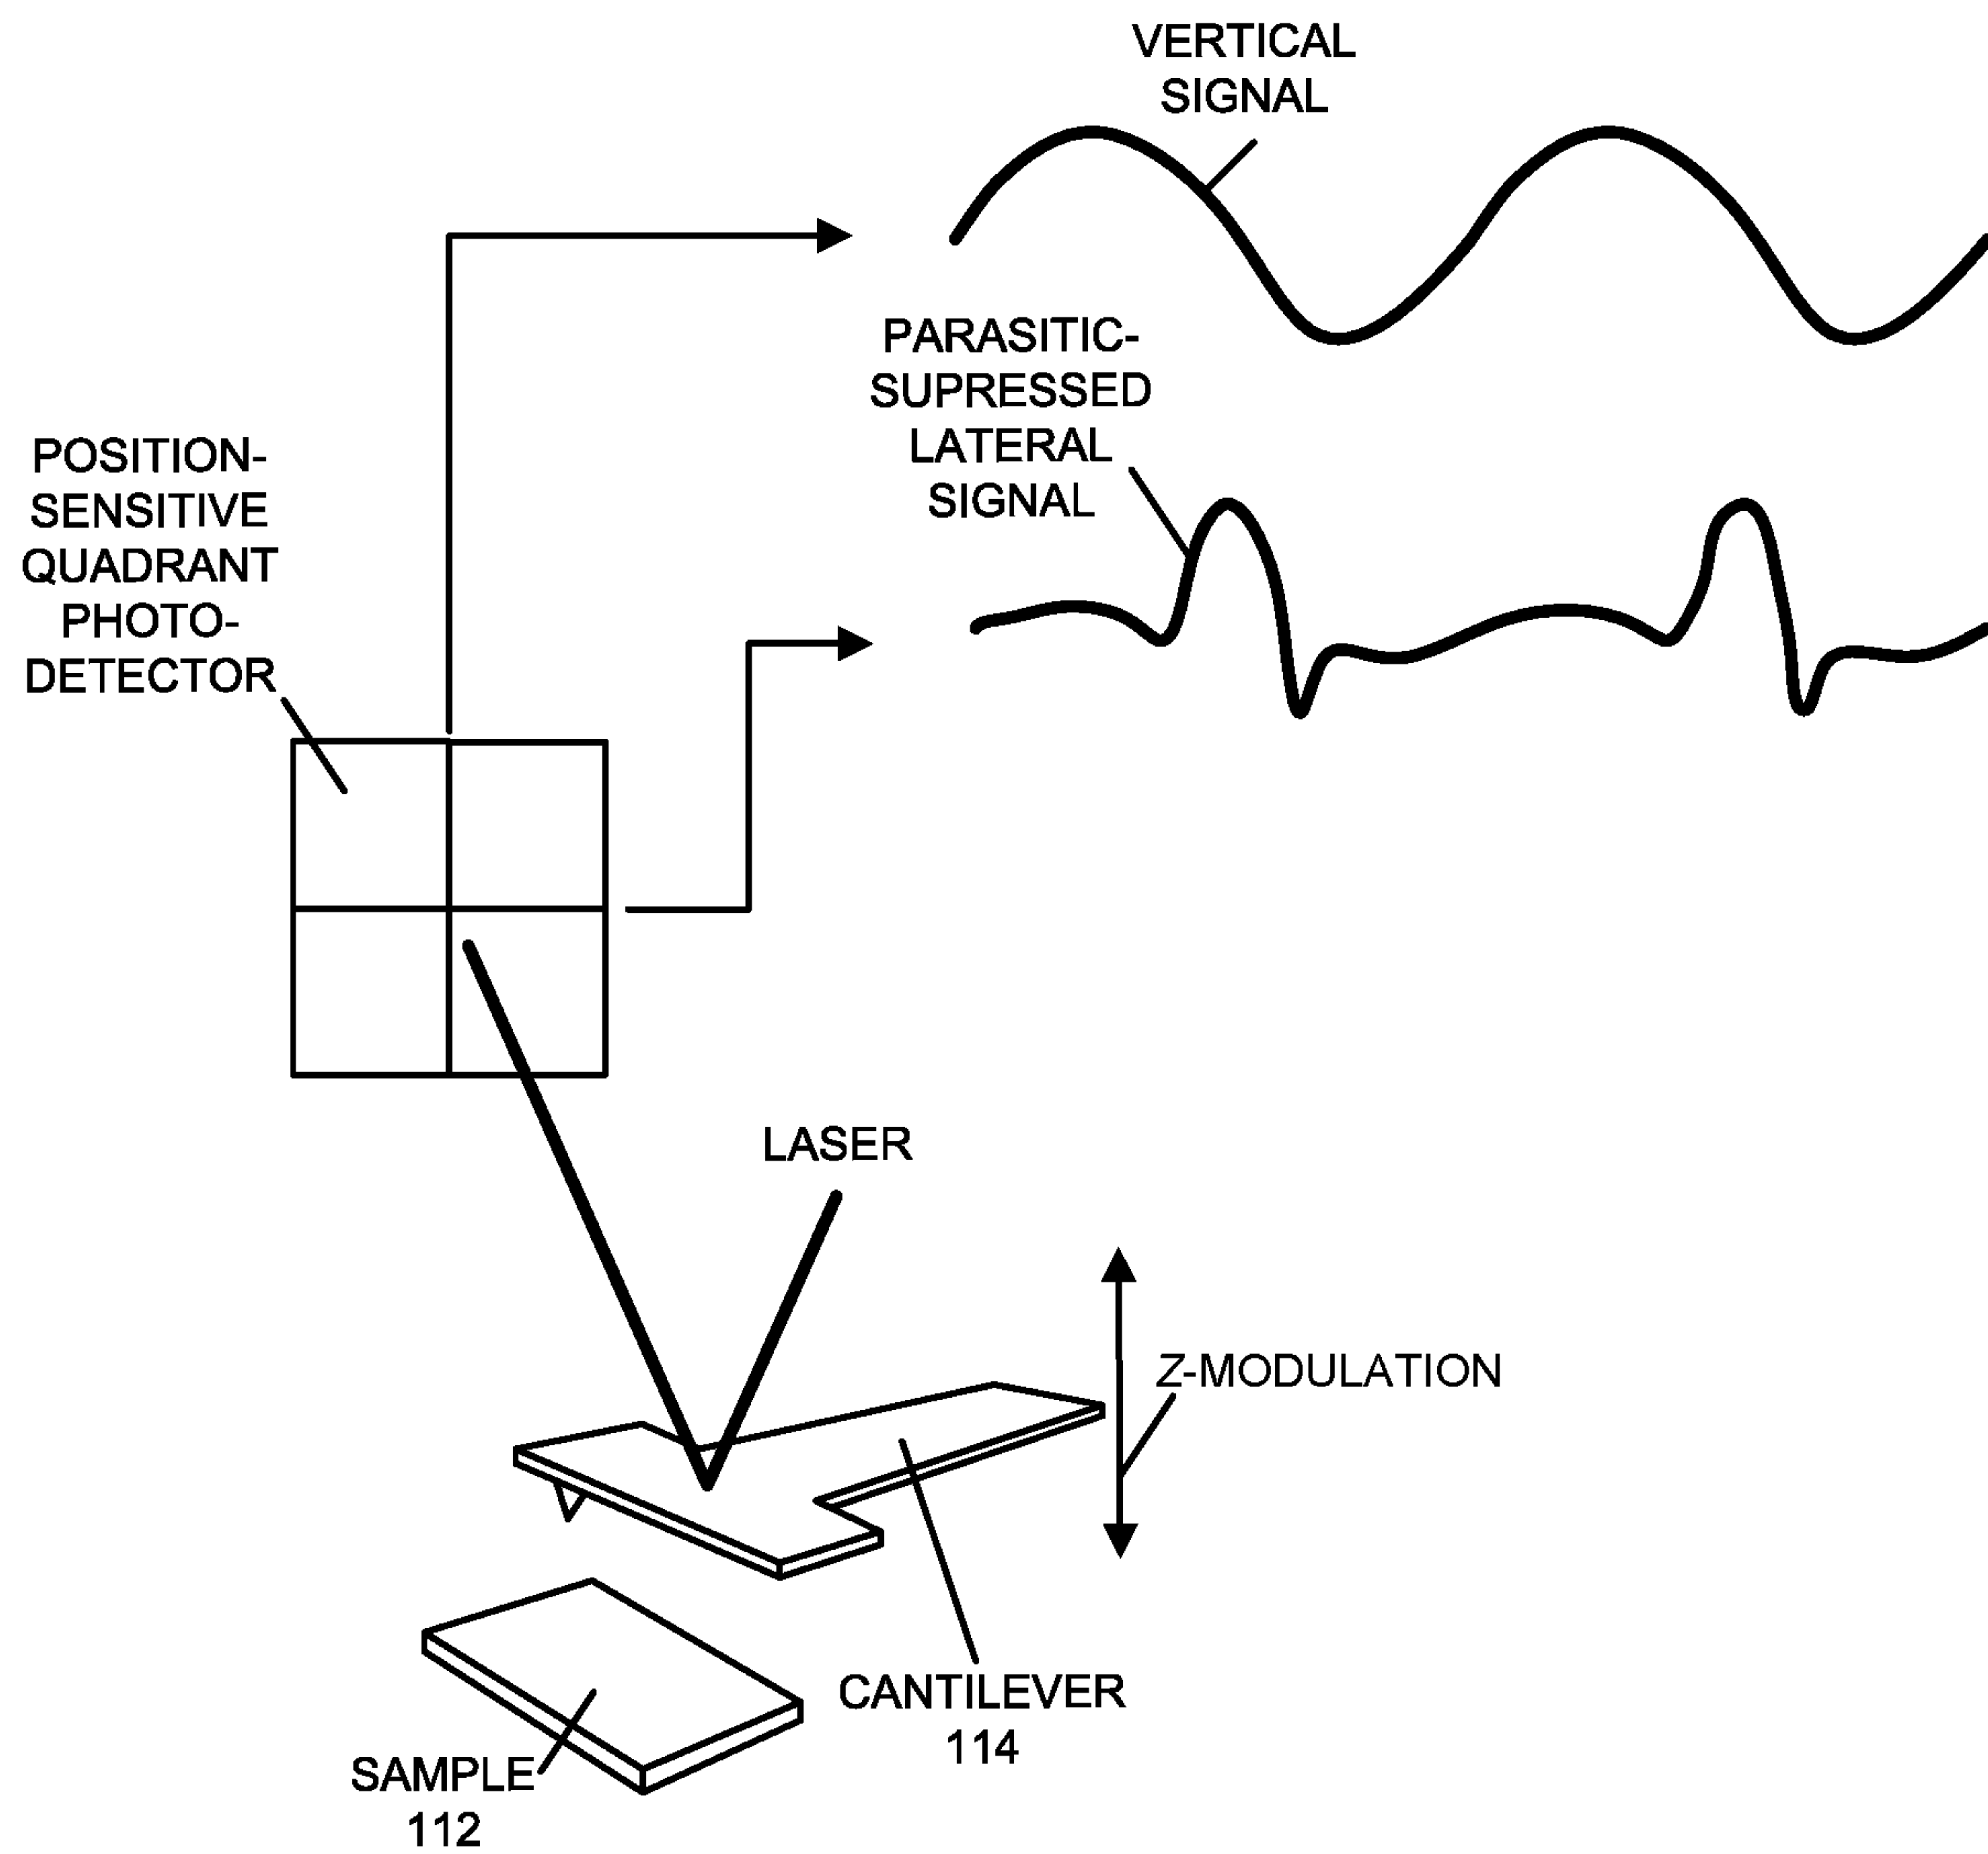 VERTICAL
SIGNAL
PARASITIC-
SUPRESSED
LATERAL
SIGNAL
POSITION-
SENSITIVE
QUADRANT
PHOTO-
DETECTOR
LASER
Z-MODULATION
CANTILEVER
114
SAMPLE
112